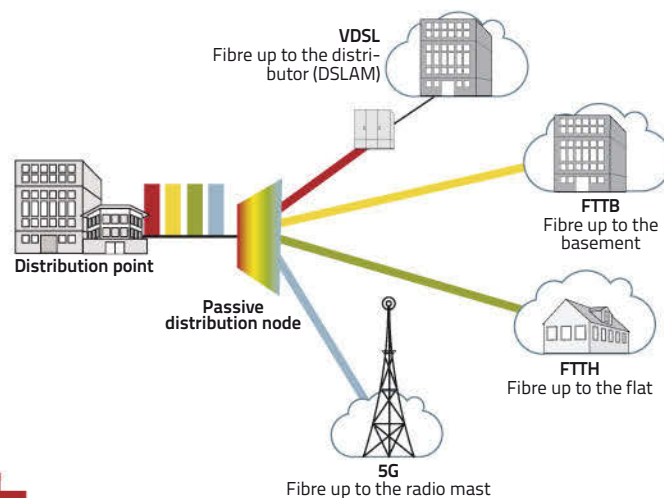 VDSL
Fibre up to the distri-
butor (DSLAM)
FTTB
Fibre up to the
basement
Distribution point
Passive
distribution node
FTTH
Fibre up to the flat
5G
Fibre up to the radio mast